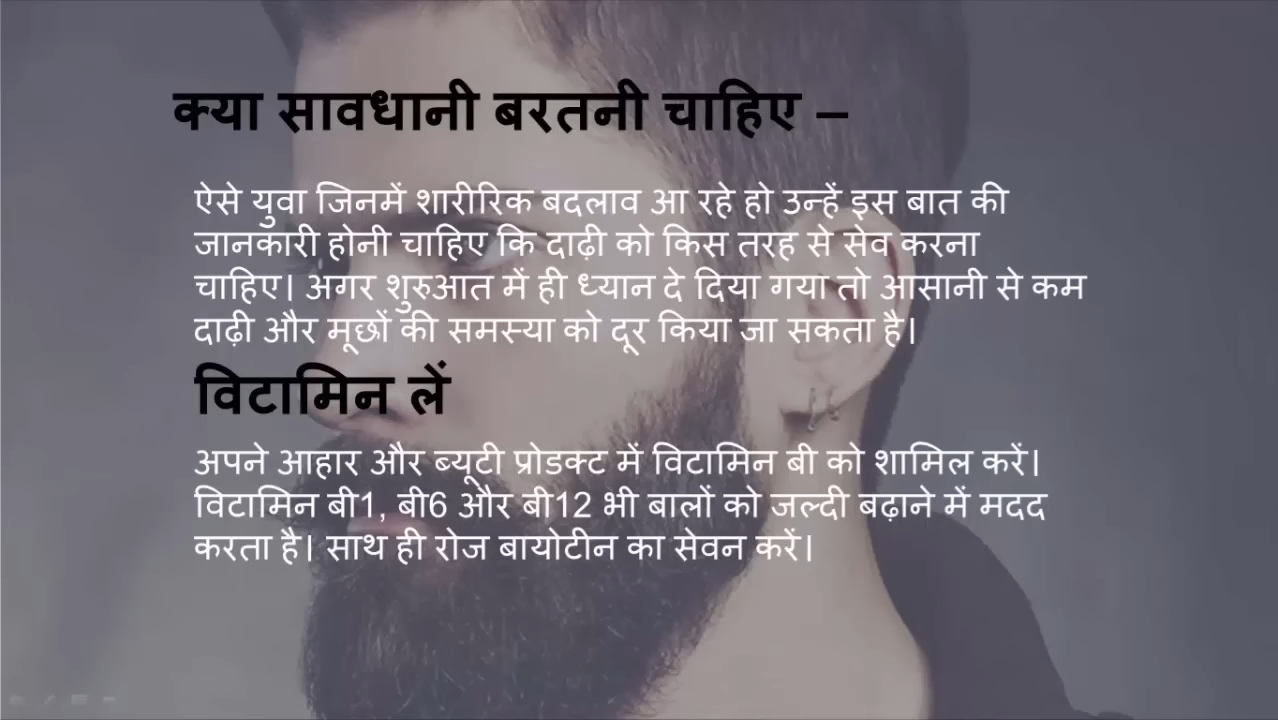 क्या सावधानी बरतनी चाहिए –
ऐसे युवा जिनमें शारीरिक बदलाव आ रहे हो उन्हें इस बात की
जानकारी होनी चाहिए कि दाढ़ी को किस तरह से सेव करना
चाहिए। अगर शुरुआत में ही ध्यान दे दिया गया तो आसानी से कम
दाढ़ी और मूछों की समस्या को दूर किया जा सकता है।
विटामिन लें
अपने आहार और ब्यूटी प्रोडक्ट में विटामिन बी को शामिल करें।
विटामिन बी1, बी6 और बी12 भी बालों को जल्दी बढ़ाने में मदद
करता है। साथ ही रोज बायोटीन का सेवन करें।